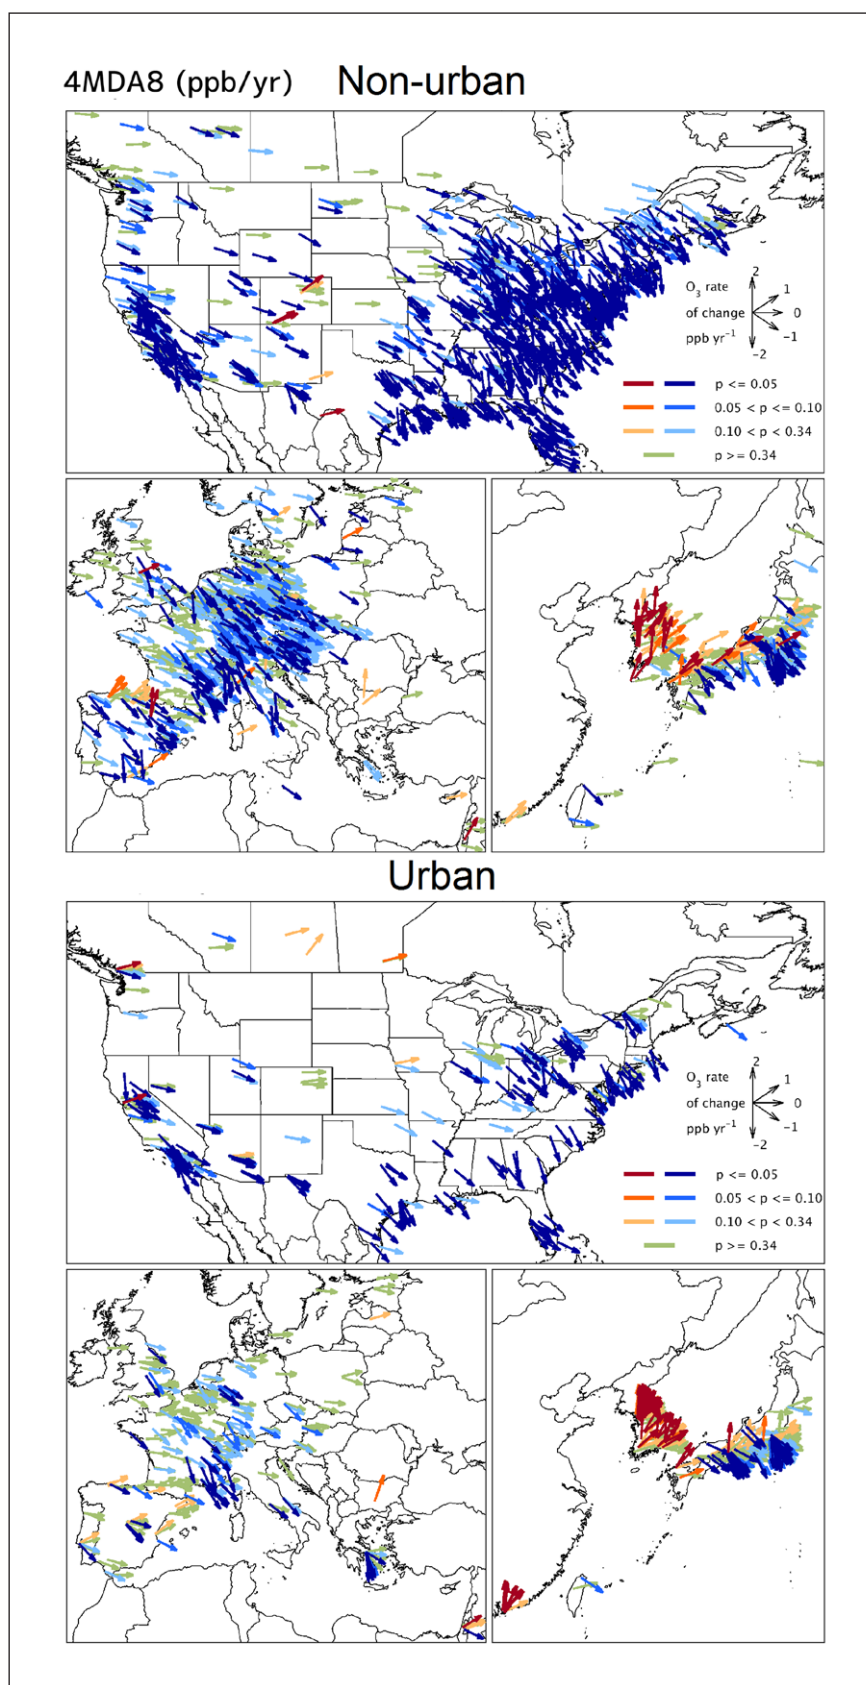 4MDA8 (ppb/yr) Non-urban
2
O3 rate 1
of change 0
ppb yr−1 −1
−2
p <= 0.05
0.05 < p <= 0.10
0.10 < p < 0.34
p >= 0.34
Urban
2
O3 rate 1
of change 0
ppb yr−1 −1
−2
p <= 0.05
0.05 < p <= 0.10
0.10 < p < 0.34
p >= 0.34